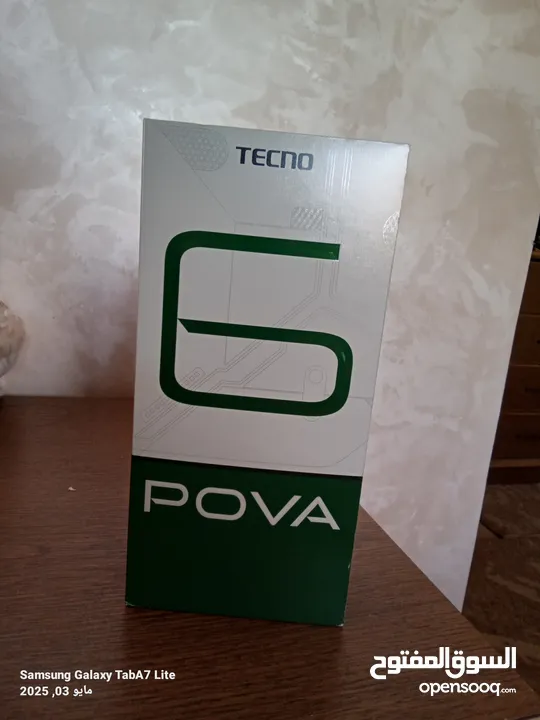 TECNO
6
POVA
Samsung Galaxy TabA7 Lite
مايو 03, 2025
السوق المفتوح
opensooq.com